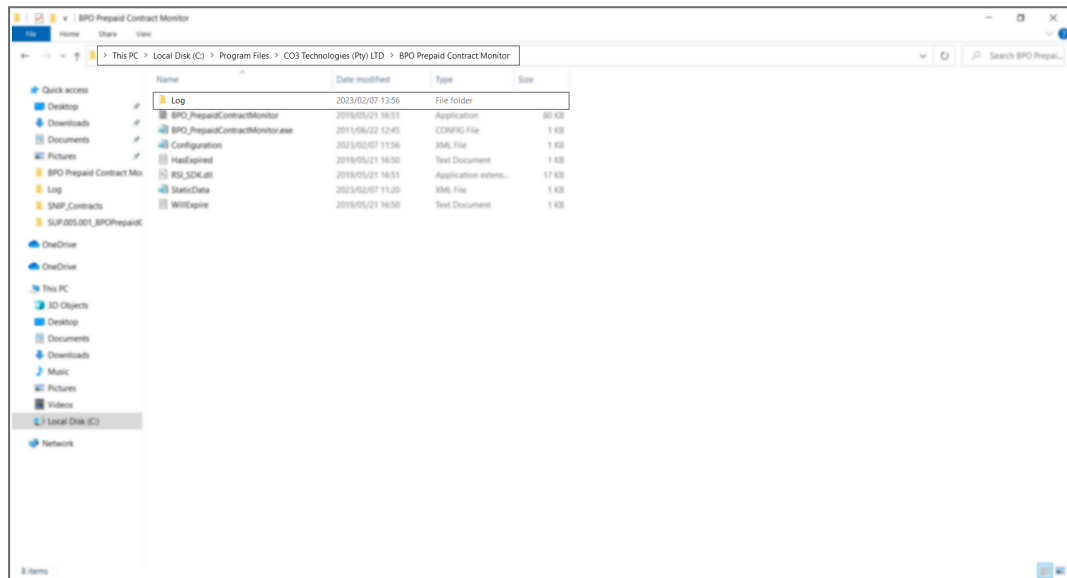 BPO Prepaid Contract Monitor
File Home Share View
> This PC > Local Disk (C:) > Program Files > CO3 Technologies (Pty) LTD > BPO Prepaid Contract Monitor
Search BPO Prepai...
Name Date modified Type Size
Log 2023/02/07 13:56 File folder
BPO_PrepaidContractMonitor 2019/05/21 16:51 Application 80 KB
BPO_PrepaidContractMonitor.exe 2011/06/22 12:45 CONFIG File 1 KB
Configuration 2023/02/07 11:56 XML File 1 KB
HasExpired 2019/05/21 16:50 Text Document 1 KB
RSI_SDK.dll 2019/05/21 16:51 Application extens... 17 KB
StaticData 2023/02/07 11:20 XML File 1 KB
WillExpire 2019/05/21 16:50 Text Document 1 KB
Quick access
Desktop
Downloads
Documents
Pictures
BPO Prepaid Contract Mo
Log
SNIP_Contracts
SUP.005.001_BPOPrepaidC
OneDrive
OneDrive
This PC
3D Objects
Desktop
Documents
Downloads
Music
Pictures
Videos
Local Disk (C:)
Network
8 items